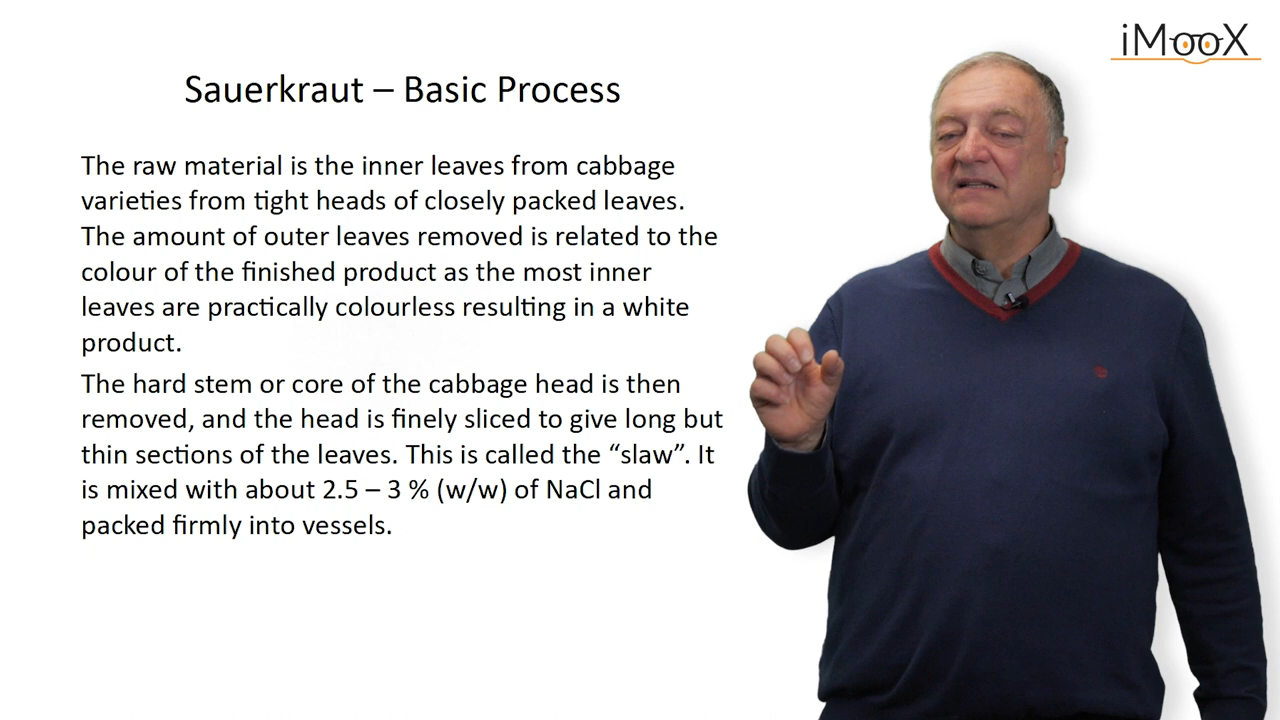 iMooX
Sauerkraut – Basic Process
The raw material is the inner leaves from cabbage
varieties from tight heads of closely packed leaves.
The amount of outer leaves removed is related to the
colour of the finished product as the most inner
leaves are practically colourless resulting in a white
product.
The hard stem or core of the cabbage head is then
removed, and the head is finely sliced to give long but
thin sections of the leaves. This is called the “slaw”. It
is mixed with about 2.5 – 3 % (w/w) of NaCl and
packed firmly into vessels.